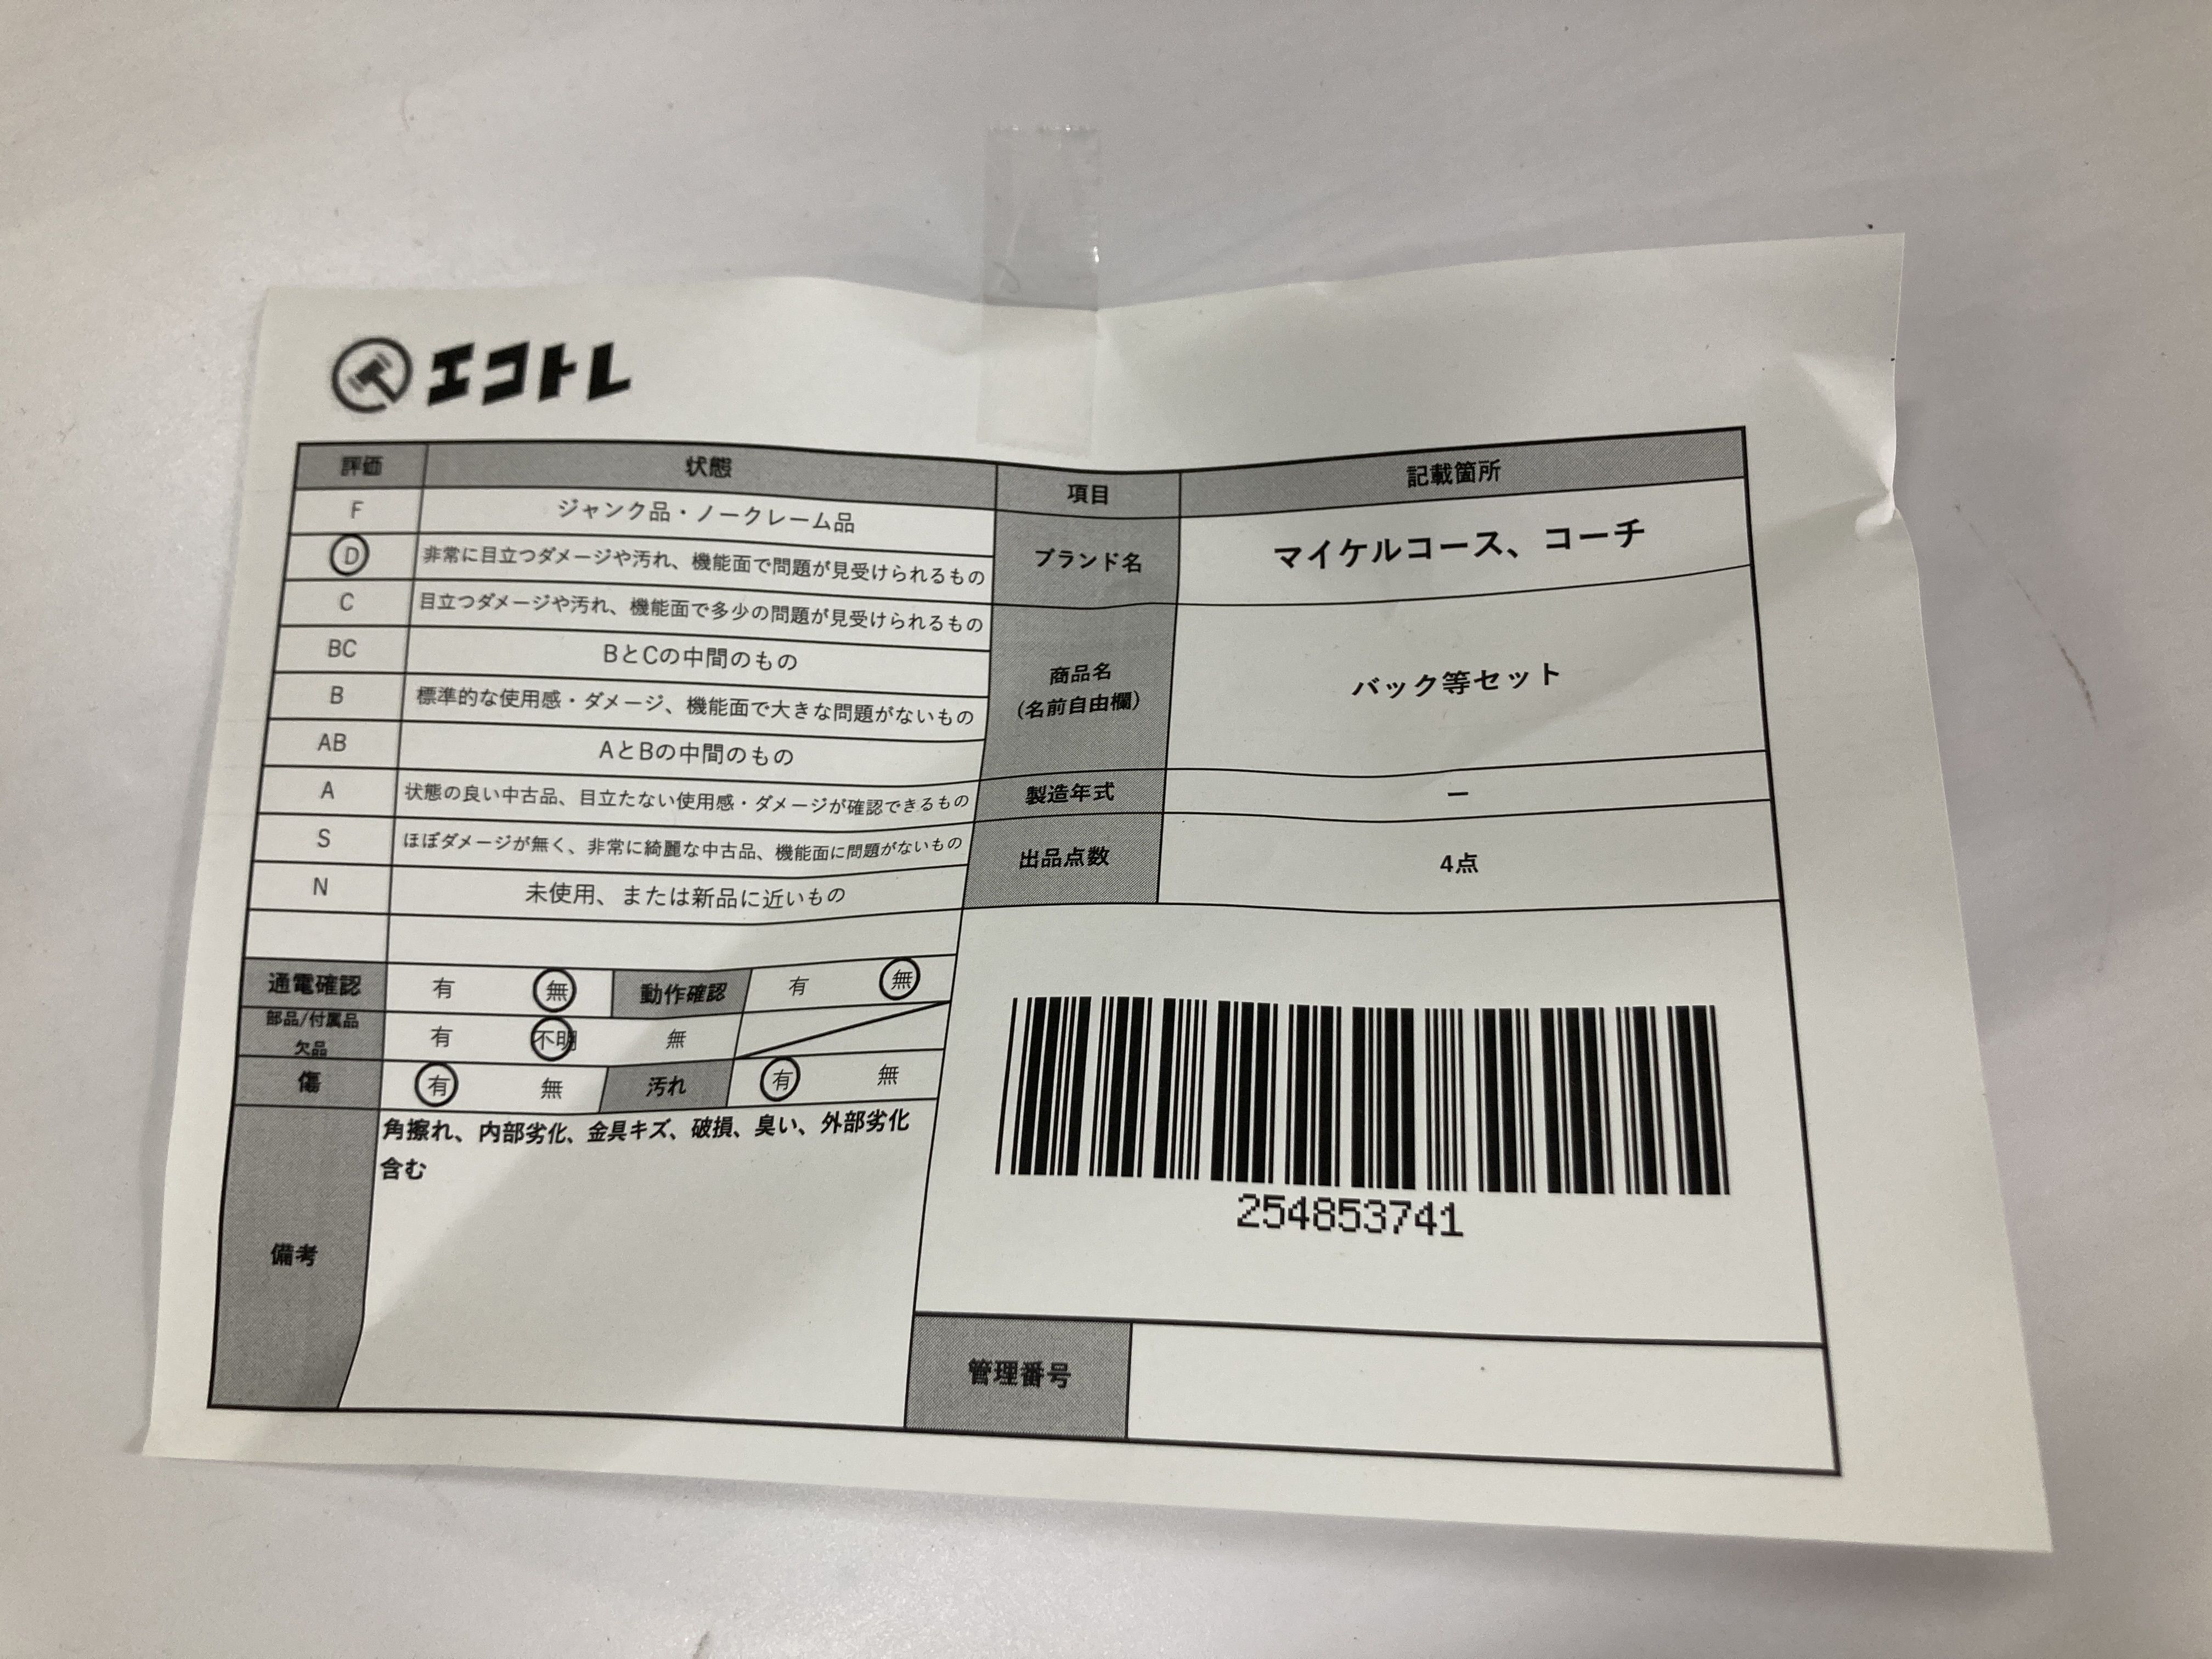 エコトレ
評価 状態
F ジャンク品・ノークレーム品
D 非常に目立つダメージや汚れ、機能面で問題が見受けられるもの
C 目立つダメージや汚れ、機能面で多少の問題が見受けられるもの
BC BとCの中間のもの
B 標準的な使用感・ダメージ、機能面で大きな問題がないもの
AB AとBの中間のもの
A 状態の良い中古品、目立たない使用感・ダメージが確認できるもの
S ほぼダメージが無く、非常に綺麗な中古品、機能面に問題がないもの
N 未使用、または新品に近いもの
通電確認 有 無 動作確認 有 無
部品/付属品
欠品 有 不明 無
傷 有 無 汚れ 有 無
備考
角擦れ、内部劣化、金具キズ、破損、臭い、外部劣化
含む
項目 記載箇所
ブランド名 マイケルコース、コーチ
商品名
(名前自由欄) バック等セット
製造年式 ー
出品点数 4点
254853741
管理番号